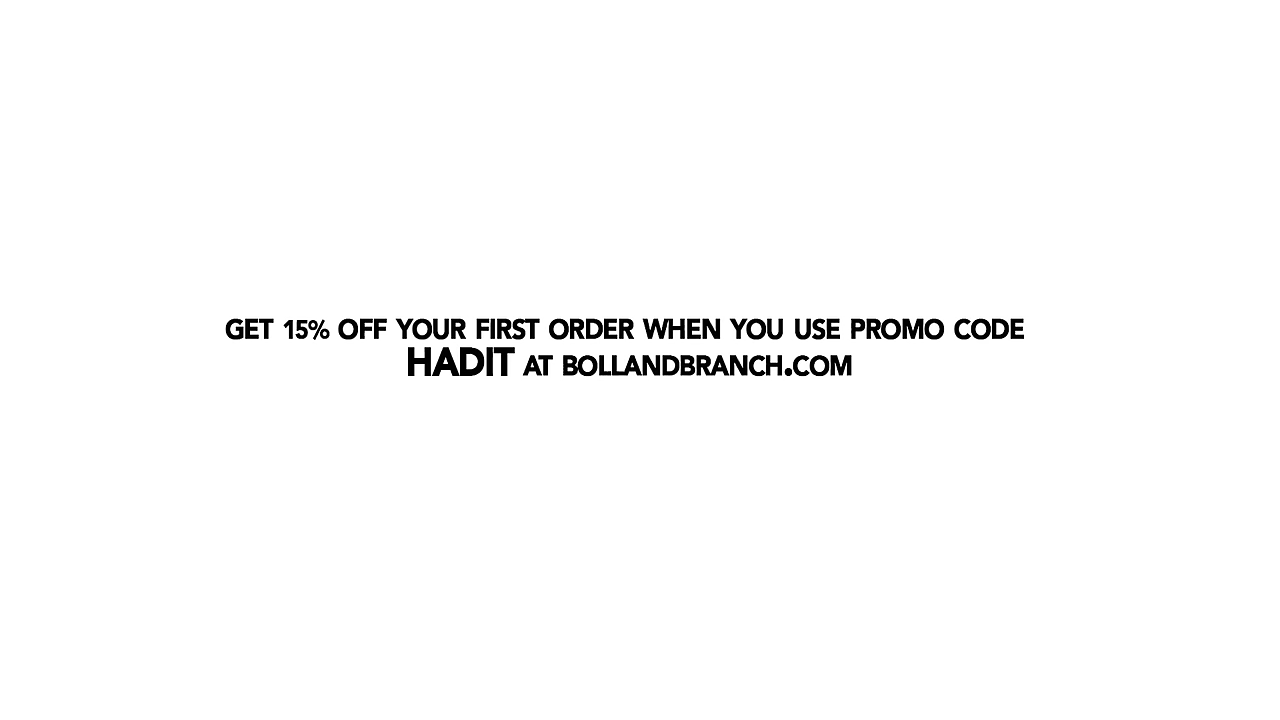 GET 15% OFF YOUR FIRST ORDER WHEN YOU USE PROMO CODE
HADIT AT BOLLANDBRANCH.COM